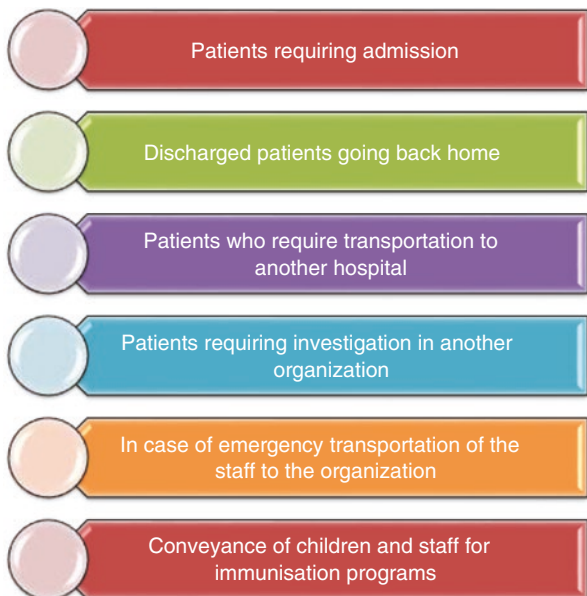 Patients requiring admission
Discharged patients going back home
Patients who require transportation to
another hospital
Patients requiring investigation in another
organization
In case of emergency transportation of the
staff to the organization
Conveyance of children and staff for
immunisation programs